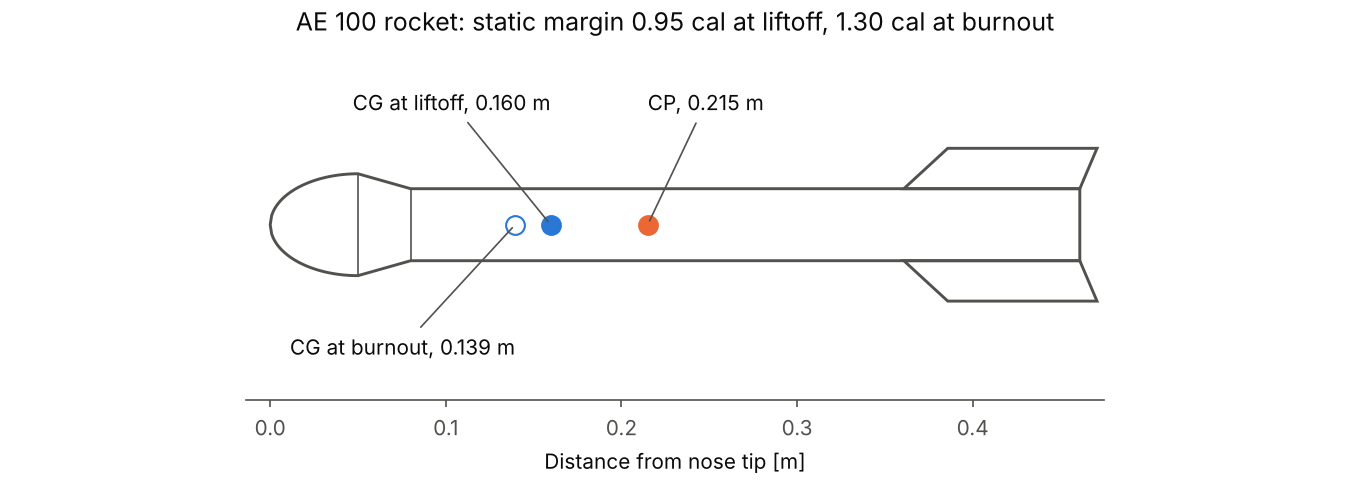 AE 100 rocket: static margin 0.95 cal at liftoff, 1.30 cal at burnout
CG at liftoff, 0.160 m
CP, 0.215 m
CG at burnout, 0.139 m
0.0
0.1
0.2
0.3
0.4
Distance from nose tip [m]